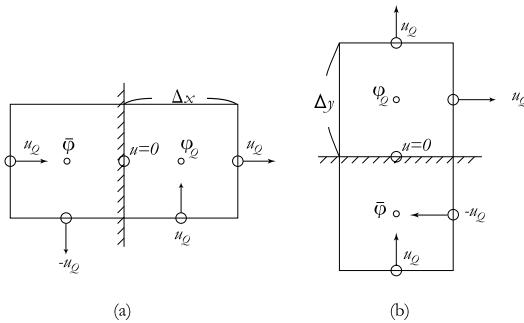 Δx
u_Q φ̄ u=0 φ_Q u_Q
-u_Q u_Q
(a)
u_Q
Δy φ_Q u_Q
u=0
φ̄ -u_Q
u_Q
(b)